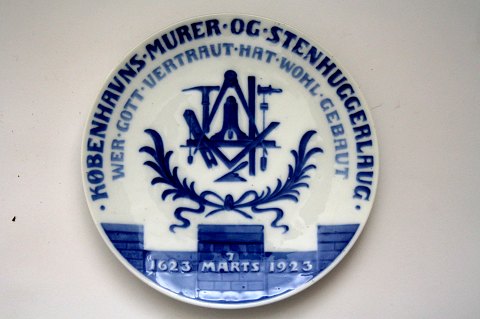 KØBENHAVNS·MURER·OG·STENHUGGERLAUG·
WER·GOTT·VERTRAUT·HAT·WOHL·GEBAUT
7
1623 MARTS 1923